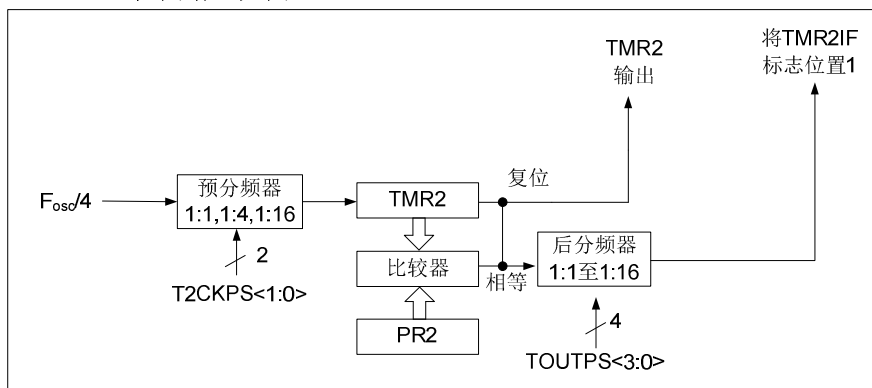 TMR2
输出
将TMR2IF
标志位置1
Fosc/4
预分频器
1:1,1:4,1:16
TMR2
复位
2
T2CKPS<1:0>
比较器
相等
后分频器
1:1至1:16
PR2
4
TOUTPS<3:0>